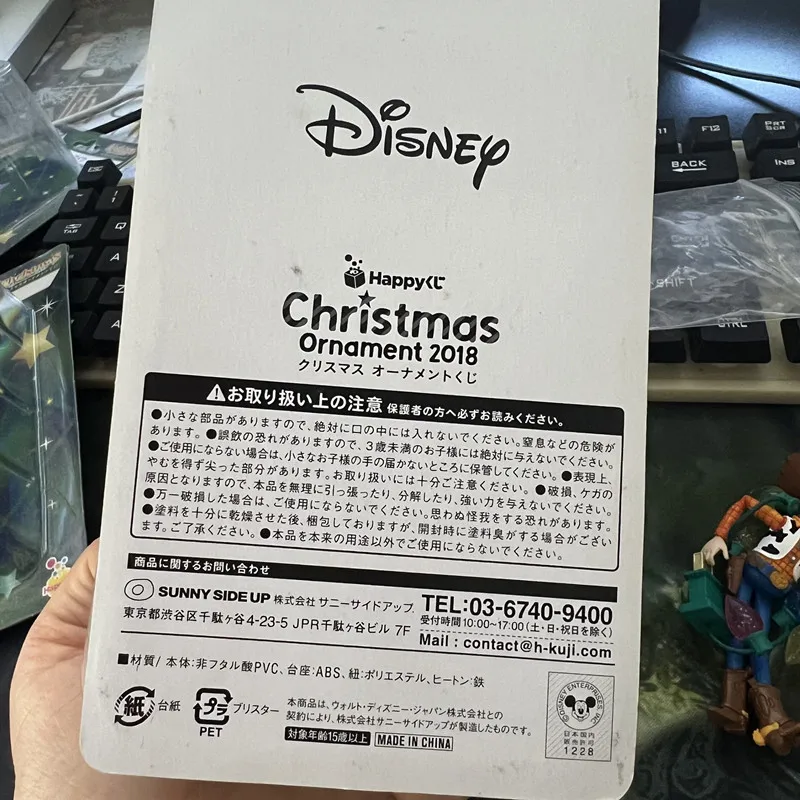 DISNEY
Happyくじ
Christmas
Ornament 2018
クリスマス オーナメントくじ
お取り扱い上の注意 保護者の方へ必ずお読みください。
●小さな部品がありますので、絶対に口の中には入れないでください。窒息などの危険が
あります。●誤飲の恐れがありますので、3歳未満のお子様には絶対に与えないでください。
●ご使用にならない場合は、小さなお子様の手の届かないところに保管してください。●表現上、
やむを得ず尖った部分があります。お取り扱いには十分ご注意ください。●破損、ケガの
原因となりますので、本品を無理に引っ張ったり、分解したり、強い力を与えないでください。
●万一破損した場合は、ご使用にならないでください。思わぬ怪我をする恐れがあります。
●塗料を十分に乾燥させた後、梱包しておりますが、開封時に塗料臭がする場合がござい
ます。ご了承ください。●本品を本来の用途以外でご使用にならないでください。
商品に関するお問い合わせ
SUNNY SIDE UP 株式会社 サニーサイドアップ
東京都渋谷区千駄ヶ谷4-23-5 JPR千駄ヶ谷ビル 7F
TEL:03-6740-9400
受付時間10:00~17:00(土・日・祝日を除く)
Mail : contact@h-kuji.com
■材質/ 本体:非フタル酸PVC、台座:ABS、紐:ポリエステル、ヒートン:鉄
紙 台紙
プラ ブリスター
PET
本商品は、ウォルト・ディズニー・ジャパン株式会社との
契約により、株式会社サニーサイドアップが製造したものです。
対象年齢15歳以上 MADE IN CHINA
©DISNEY ENTERPRISES INC.
日本国内
販売許可
1228
11
F12
PRT
SCR
BACK
INS
SHIFT
CTRL
TAB
Q
A
Z